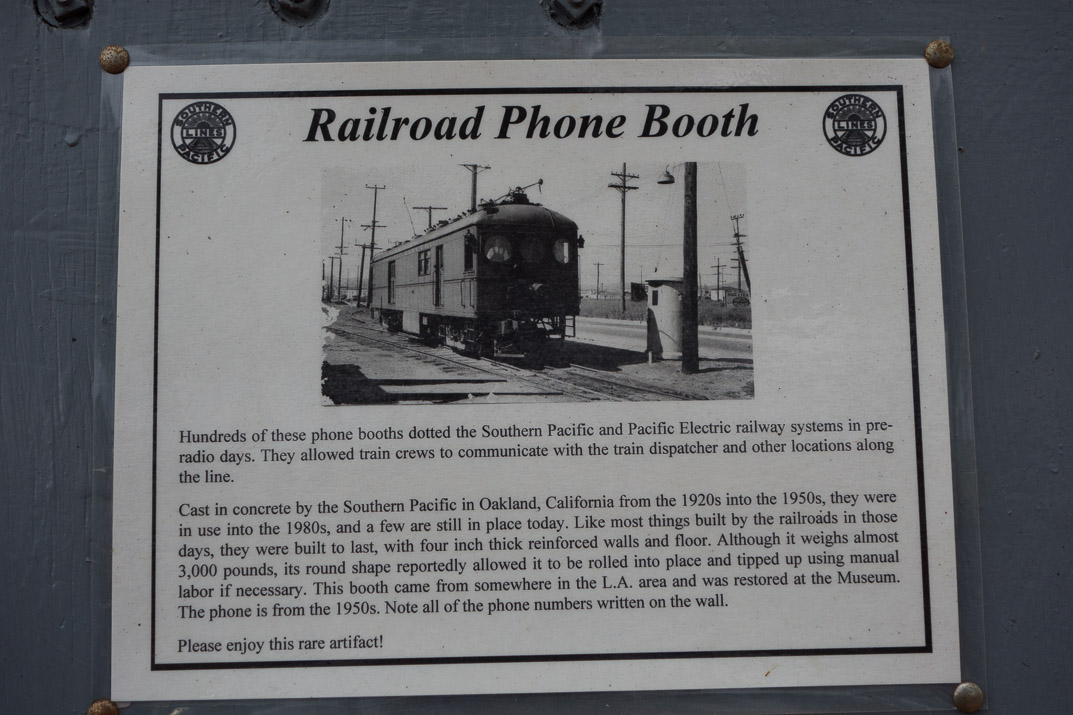 SOUTHERN
LINES
PACIFIC
Railroad Phone Booth
SOUTHERN
LINES
PACIFIC
Hundreds of these phone booths dotted the Southern Pacific and Pacific Electric railway systems in pre-
radio days. They allowed train crews to communicate with the train dispatcher and other locations along
the line.
Cast in concrete by the Southern Pacific in Oakland, California from the 1920s into the 1950s, they were
in use into the 1980s, and a few are still in place today. Like most things built by the railroads in those
days, they were built to last, with four inch thick reinforced walls and floor. Although it weighs almost
3,000 pounds, its round shape reportedly allowed it to be rolled into place and tipped up using manual
labor if necessary. This booth came from somewhere in the L.A. area and was restored at the Museum.
The phone is from the 1950s. Note all of the phone numbers written on the wall.
Please enjoy this rare artifact!